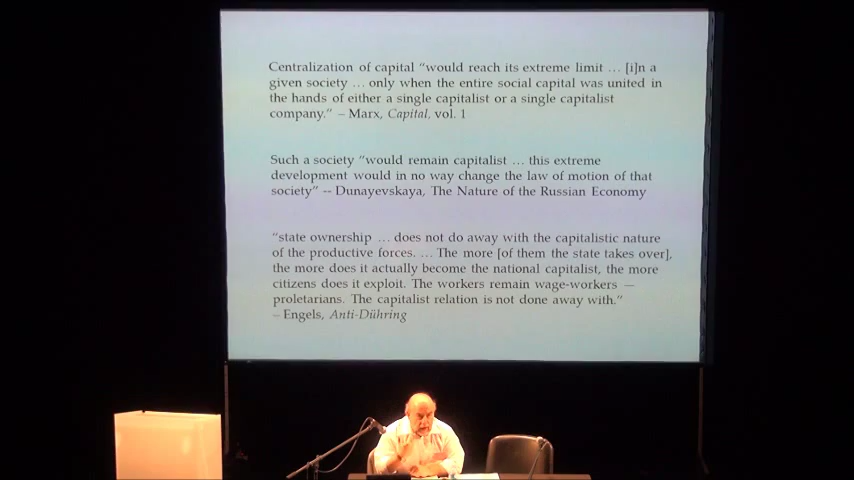 Centralization of capital “would reach its extreme limit … [i]n a
given society … only when the entire social capital was united in
the hands of either a single capitalist or a single capitalist
company.” – Marx, Capital, vol. 1
Such a society “would remain capitalist … this extreme
development would in no way change the law of motion of that
society” -- Dunayevskaya, The Nature of the Russian Economy
“state ownership … does not do away with the capitalistic nature
of the productive forces. … The more [of them the state takes over],
the more does it actually become the national capitalist, the more
citizens does it exploit. The workers remain wage-workers —
proletarians. The capitalist relation is not done away with.”
– Engels, Anti-Dühring